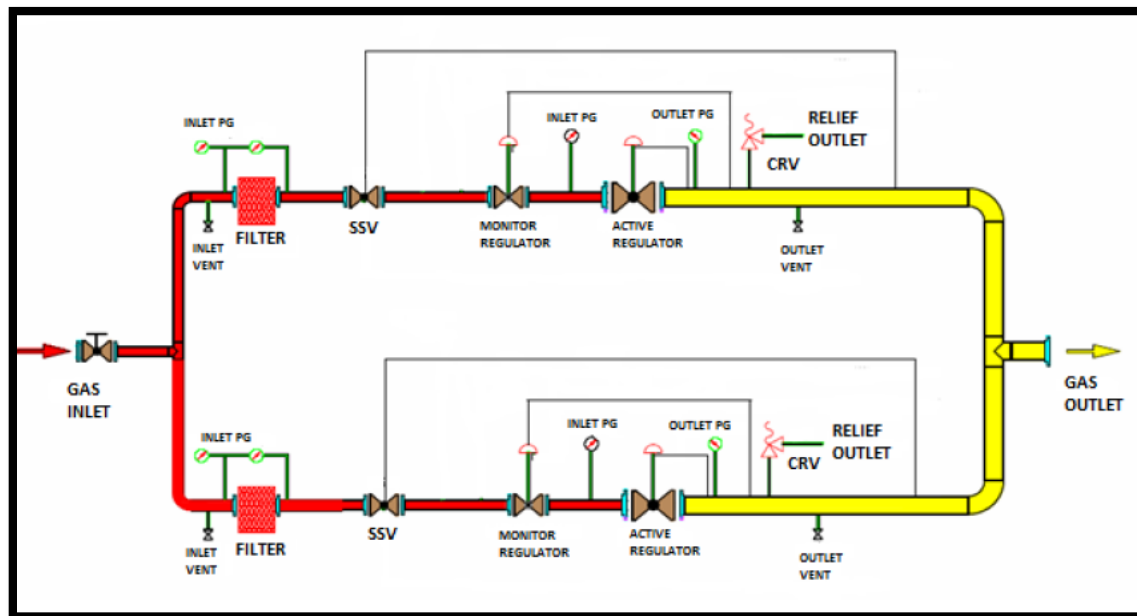 INLET PG
INLET PG
OUTLET PG
RELIEF
OUTLET
CRV
FILTER
SSV
MONITOR
REGULATOR
ACTIVE
REGULATOR
INLET
VENT
OUTLET
VENT
GAS
INLET
GAS
OUTLET
INLET PG
INLET PG
OUTLET PG
RELIEF
OUTLET
CRV
FILTER
SSV
MONITOR
REGULATOR
ACTIVE
REGULATOR
INLET
VENT
OUTLET
VENT